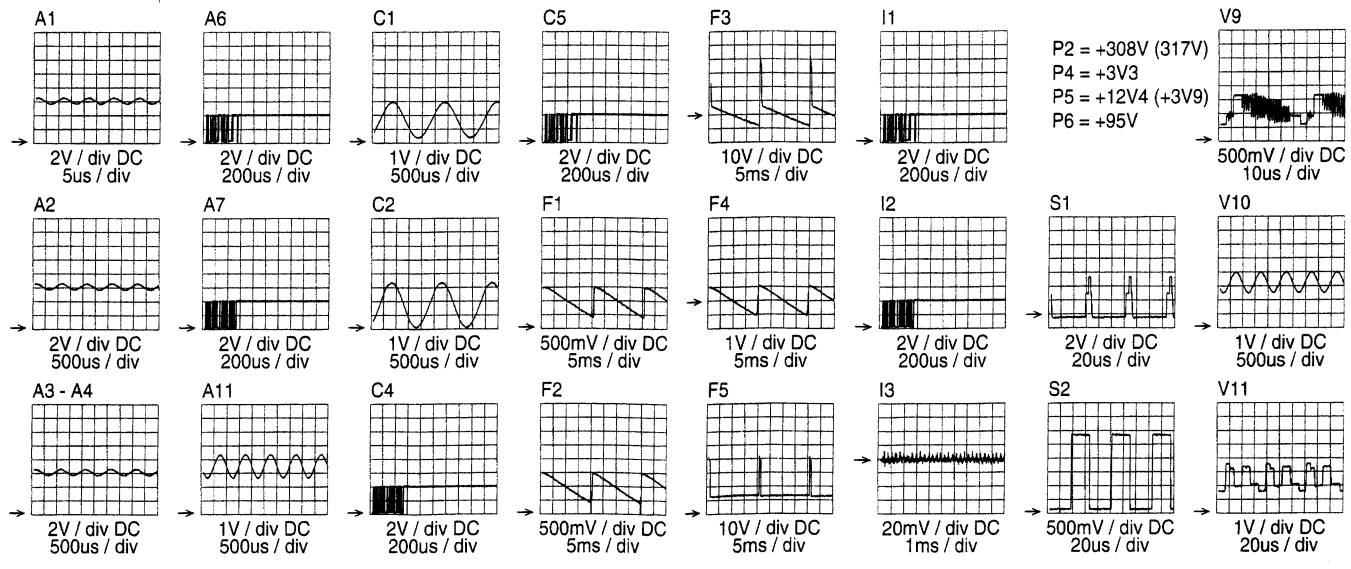 A1
2V / div DC
5us / div
A6
2V / div DC
200us / div
C1
1V / div DC
500us / div
C5
2V / div DC
200us / div
F3
10V / div DC
5ms / div
I1
2V / div DC
200us / div
P2 = +308V (317V)
P4 = +3V3
P5 = +12V4 (+3V9)
P6 = +95V
V9
500mV / div DC
10us / div
A2
2V / div DC
500us / div
A7
2V / div DC
200us / div
C2
1V / div DC
500us / div
F1
500mV / div DC
5ms / div
F4
1V / div DC
5ms / div
I2
2V / div DC
200us / div
S1
2V / div DC
20us / div
V10
1V / div DC
500us / div
A3 - A4
2V / div DC
500us / div
A11
1V / div DC
500us / div
C4
2V / div DC
200us / div
F2
500mV / div DC
5ms / div
F5
10V / div DC
5ms / div
I3
20mV / div DC
1ms / div
S2
500mV / div DC
20us / div
V11
1V / div DC
20us / div